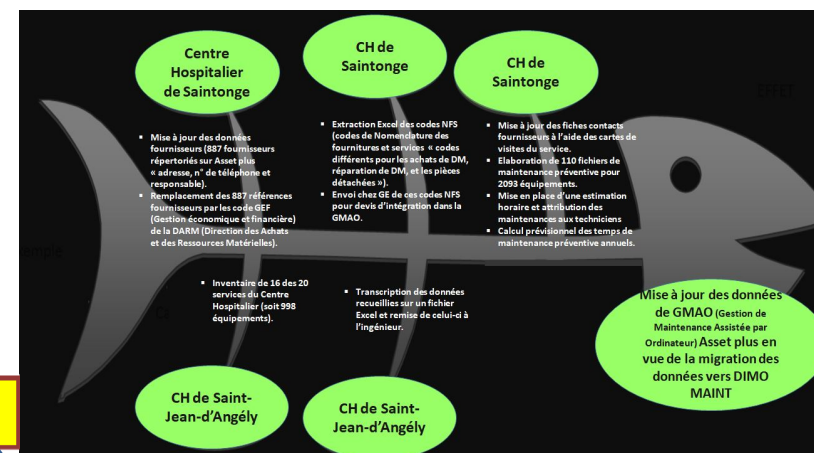 Centre
Hospitalier
de Saintonge
CH de
Saintonge
CH de
Saintonge
▪ Mise à jour des données
fournisseurs (887 fournisseurs
répertoriés sur Asset plus
« adresse, n° de téléphone et
responsable).
▪ Remplacement des 887 références
fournisseurs par les code GEF
(Gestion économique et financière)
de la DARM (Direction des Achats
et des Ressources Matérielles).
▪ Extraction Excel des codes NFS
(codes de Nomenclature des
fournitures et services « codes
différents pour les achats de DM,
réparation de DM, et les pièces
détachées »).
▪ Envoi chez GE de ces codes NFS
pour devis d'intégration dans la
GMAO.
▪ Mise à jour des fiches contacts
fournisseurs à l'aide des cartes de
visites du service.
▪ Elaboration de 110 fichiers de
maintenance préventive pour
2093 équipements.
▪ Mise en place d'une estimation
horaire et attribution des
maintenances aux techniciens
▪ Calcul prévisionnel des temps de
maintenance préventive annuels.
EFFET
▪ Inventaire de 16 des 20
services du Centre
Hospitalier (soit 998
équipements).
▪ Transcription des données
recueillies sur un fichier
Excel et remise de celui-ci à
l'ingénieur.
Mise à jour des données
de GMAO (Gestion de
Maintenance Assistée par
Ordinateur) Asset plus en
vue de la migration des
données vers DIMO
MAINT
CH de Saint-
Jean-d'Angély
CH de Saint-
Jean-d'Angély